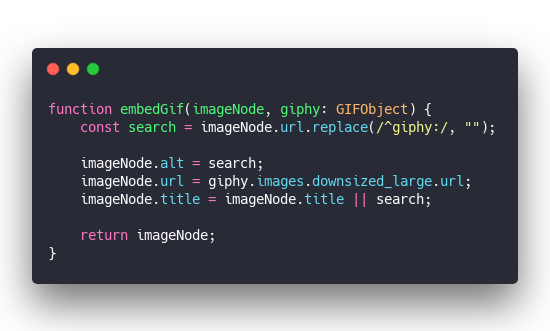 function embedGif(imageNode, giphy: GIFObject) {
    const search = imageNode.url.replace(/^giphy:/, "");

    imageNode.alt = search;
    imageNode.url = giphy.images.downsized_large.url;
    imageNode.title = imageNode.title || search;

    return imageNode;
}